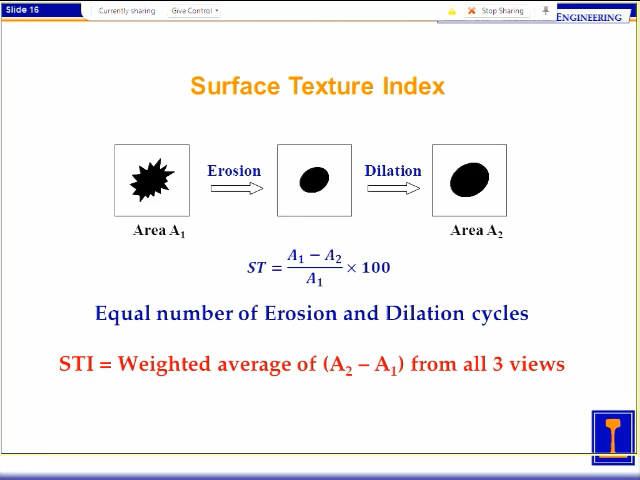 Slide 16
Currently sharing
Give Control
Stop Sharing
ENGINEERING
Surface Texture Index
Erosion
Dilation
Area A1
Area A2
ST = (A1 − A2) / A1 × 100
Equal number of Erosion and Dilation cycles
STI = Weighted average of (A2 – A1) from all 3 views